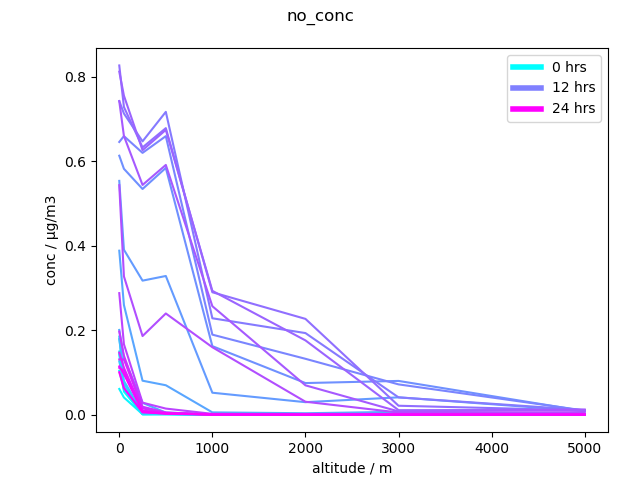 no_conc
0 hrs
12 hrs
24 hrs
conc / µg/m3
0.8
0.6
0.4
0.2
0.0
0
1000
2000
3000
4000
5000
altitude / m